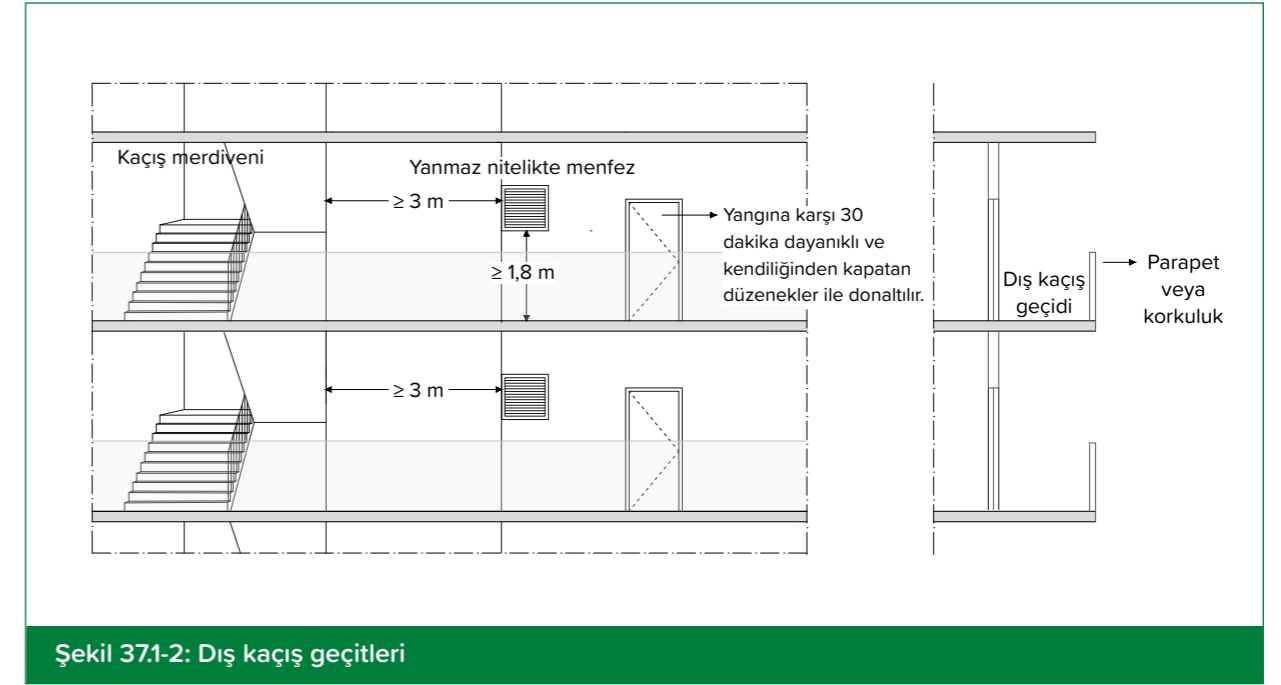 Kaçış merdiveni
Yanmaz nitelikte menfez
≥ 3 m
≥ 1,8 m
Yangına karşı 30
dakika dayanıklı ve
kendiliğinden kapatan
düzenekler ile donaltılır.
Dış kaçış
geçidi
Parapet
veya
korkuluk
≥ 3 m
Şekil 37.1-2: Dış kaçış geçitleri